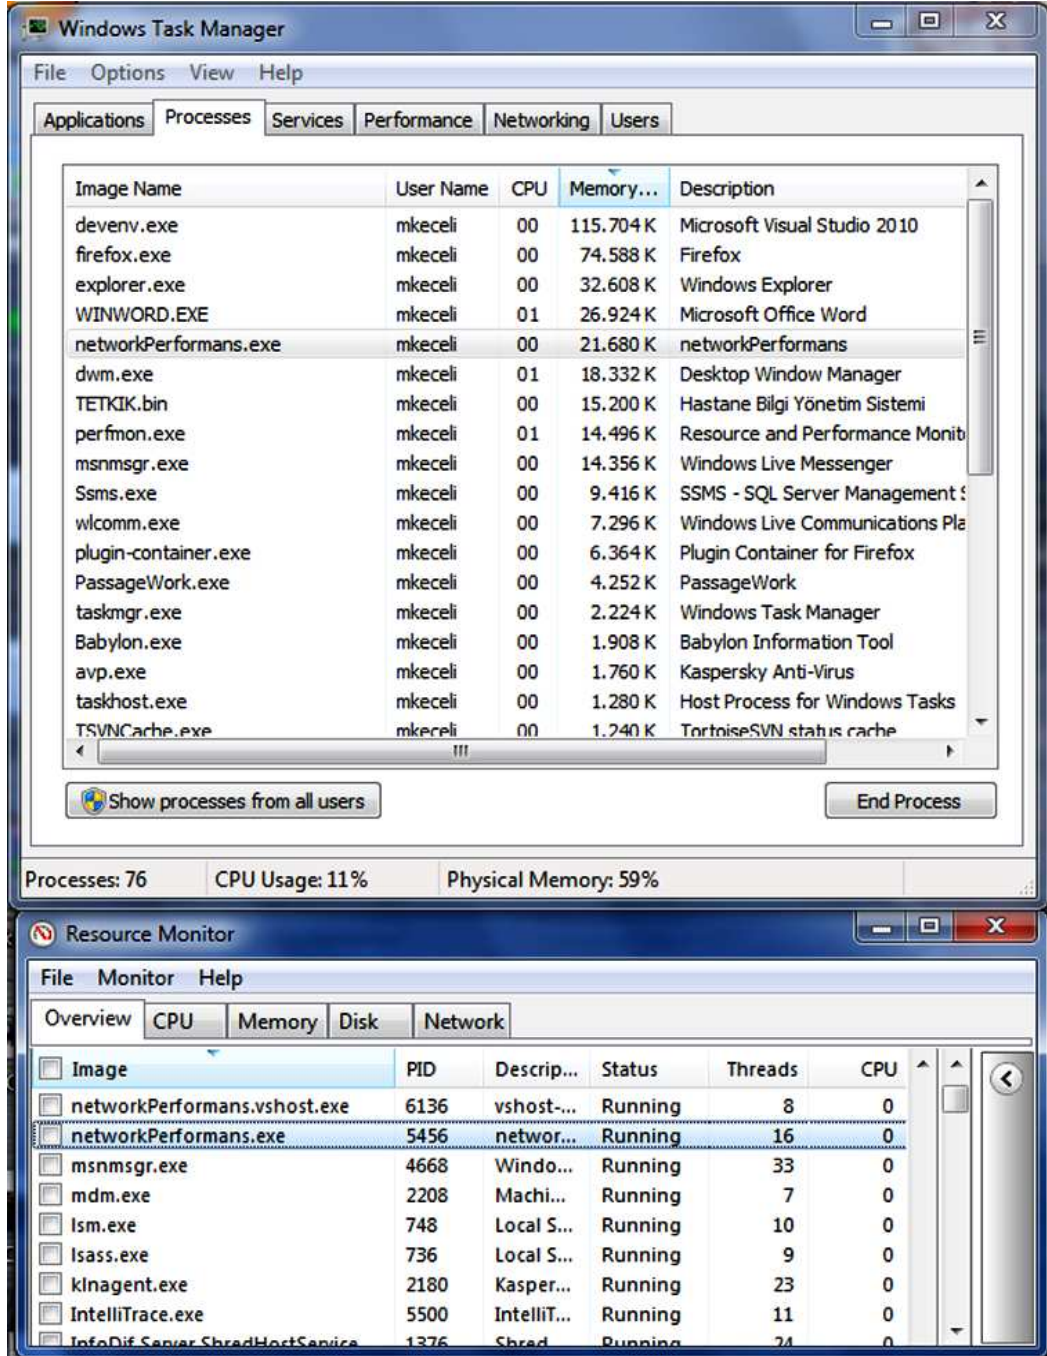 Windows Task Manager
File Options View Help
Applications Processes Services Performance Networking Users
Image Name User Name CPU Memory... Description
devenv.exe mkeceli 00 115.704 K Microsoft Visual Studio 2010
firefox.exe mkeceli 00 74.588 K Firefox
explorer.exe mkeceli 00 32.608 K Windows Explorer
WINWORD.EXE mkeceli 01 26.924 K Microsoft Office Word
networkPerformans.exe mkeceli 00 21.680 K networkPerformans
dwm.exe mkeceli 01 18.332 K Desktop Window Manager
TETKIK.bin mkeceli 00 15.200 K Hastane Bilgi Yönetim Sistemi
perfmon.exe mkeceli 01 14.496 K Resource and Performance Monit
msnmsgr.exe mkeceli 00 14.356 K Windows Live Messenger
Ssms.exe mkeceli 00 9.416 K SSMS - SQL Server Management S
wlcomm.exe mkeceli 00 7.296 K Windows Live Communications Pla
plugin-container.exe mkeceli 00 6.364 K Plugin Container for Firefox
PassageWork.exe mkeceli 00 4.252 K PassageWork
taskmgr.exe mkeceli 00 2.224 K Windows Task Manager
Babylon.exe mkeceli 00 1.908 K Babylon Information Tool
avp.exe mkeceli 00 1.760 K Kaspersky Anti-Virus
taskhost.exe mkeceli 00 1.280 K Host Process for Windows Tasks
TSVNCache.exe mkeceli 00 1.240 K TortoiseSVN status cache
Show processes from all users End Process
Processes: 76 CPU Usage: 11% Physical Memory: 59%
Resource Monitor
File Monitor Help
Overview CPU Memory Disk Network
Image PID Descrip... Status Threads CPU
networkPerformans.vshost.exe 6136 vshost-... Running 8 0
networkPerformans.exe 5456 networ... Running 16 0
msnmsgr.exe 4668 Windo... Running 33 0
mdm.exe 2208 Machi... Running 7 0
lsm.exe 748 Local S... Running 10 0
lsass.exe 736 Local S... Running 9 0
klnagent.exe 2180 Kasper... Running 23 0
IntelliTrace.exe 5500 IntelliT... Running 11 0
InfoDif.Server.ShredHostService 1376 Shred Running 24 0